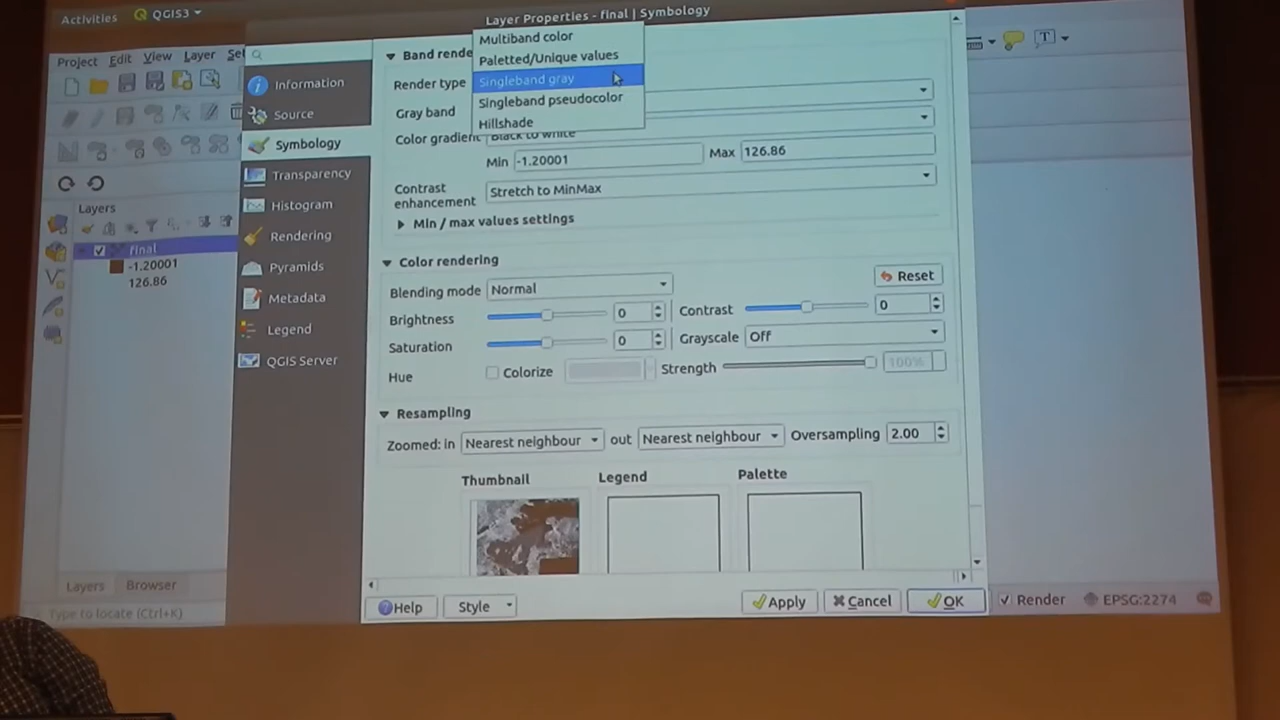 Activities QGIS3
Layer Properties - final | Symbology
Project Edit View Layer Se
Layers
final
-1.20001
126.86
Layers Browser
Type to locate (Ctrl+K)
Information
Source
Symbology
Transparency
Histogram
Rendering
Pyramids
Metadata
Legend
QGIS Server
Band rende
Render type
Multiband color
Paletted/Unique values
Singleband gray
Singleband pseudocolor
Hillshade
Gray band
Color gradient Black to white
Min -1.20001 Max 126.86
Contrast
enhancement Stretch to MinMax
Min / max values settings
Color rendering
Reset
Blending mode Normal
Brightness 0 Contrast 0
Saturation 0 Grayscale Off
Hue Colorize Strength 100%
Resampling
Zoomed: in Nearest neighbour out Nearest neighbour Oversampling 2.00
Thumbnail Legend Palette
Help Style Apply Cancel OK
Render EPSG:2274
T